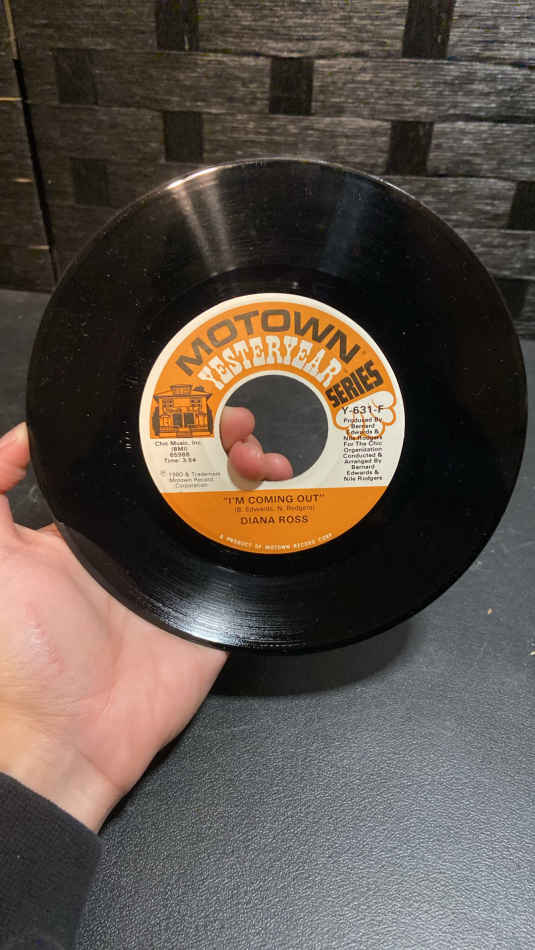 MOTOWN
YESTERYEAR
SERIES
Y-631-F
Produced By
Bernard
Edwards &
Nile Rodgers
For The Chic
Organization
Conducted &
Arranged By
Bernard
Edwards &
Nile Rodgers
Chic Music, Inc.
(BMI)
Time: 3:54
℗ 1980 & Trademark
Motown Record
Corporation
"I'M COMING OUT"
(B. Edwards, N. Rodgers)
DIANA ROSS
A PRODUCT OF MOTOWN RECORD CORP.